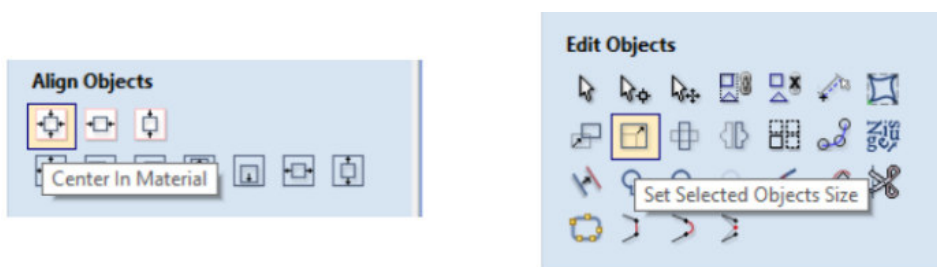 Align Objects
Center In Material
Edit Objects
Set Selected Objects Size